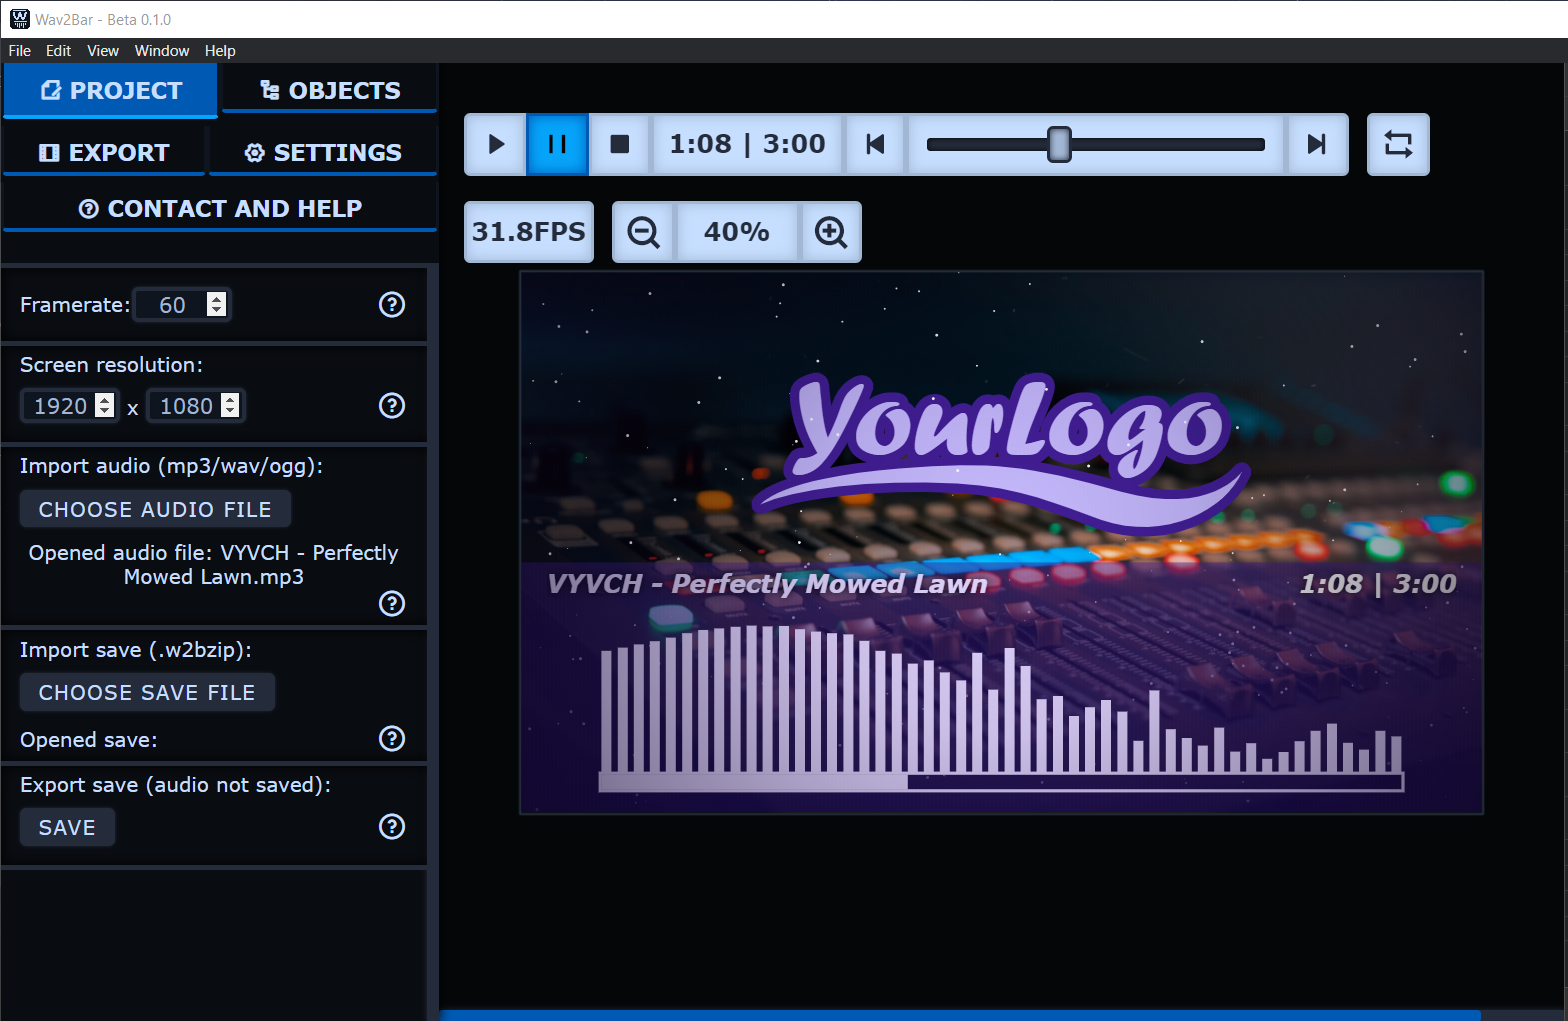 Wav2Bar - Beta 0.1.0
File Edit View Window Help
PROJECT
OBJECTS
EXPORT
SETTINGS
CONTACT AND HELP
1:08 | 3:00
31.8FPS
40%
Framerate: 60
Screen resolution:
1920 x 1080
Import audio (mp3/wav/ogg):
CHOOSE AUDIO FILE
Opened audio file: VYVCH - Perfectly
Mowed Lawn.mp3
Import save (.w2bzip):
CHOOSE SAVE FILE
Opened save:
Export save (audio not saved):
SAVE
YourLogo
VYVCH - Perfectly Mowed Lawn
1:08 | 3:00